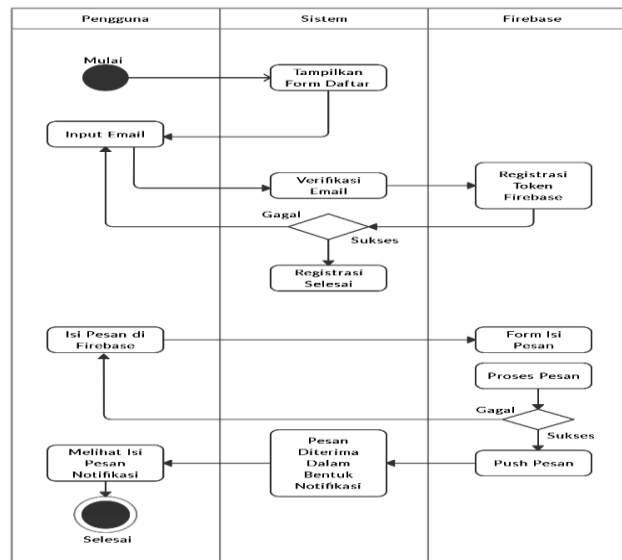 Pengguna
Sistem
Firebase
Mulai
Tampilkan
Form Daftar
Input Email
Verifikasi
Email
Registrasi
Token
Firebase
Gagal
Sukses
Registrasi
Selesai
Isi Pesan di
Firebase
Form Isi
Pesan
Proses Pesan
Gagal
Sukses
Melihat Isi
Pesan
Notifikasi
Pesan
Diterima
Dalam
Bentuk
Notifikasi
Push Pesan
Selesai